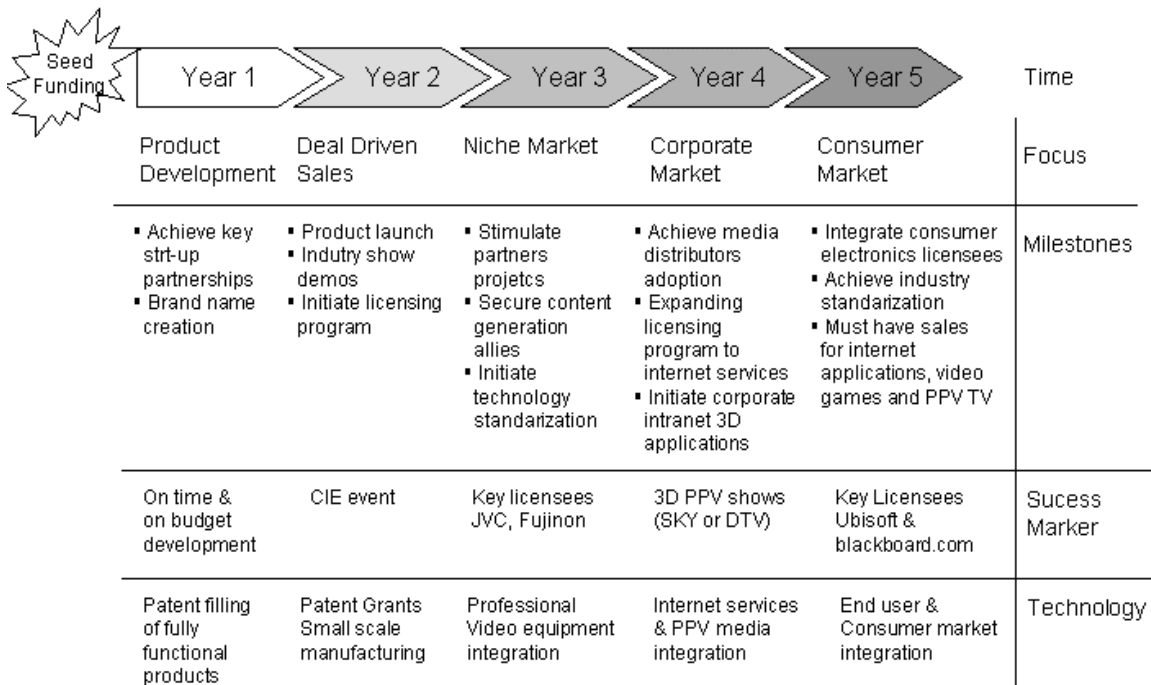 Seed
Funding
Year 1
Year 2
Year 3
Year 4
Year 5
Time
Product
Development
Deal Driven
Sales
Niche Market
Corporate
Market
Consumer
Market
Focus
▪ Achieve key
strt-up
partnerships
▪ Brand name
creation
▪ Product launch
▪ Indutry show
demos
▪ Initiate licensing
program
▪ Stimulate
partners
projetcs
▪ Secure content
generation
allies
▪ Initiate
technology
standarization
▪ Achieve media
distributors
adoption
▪ Expanding
licensing
program to
internet services
▪ Initiate corporate
intranet 3D
applications
▪ Integrate consumer
electronics licensees
▪ Achieve industry
standarization
▪ Must have sales
for internet
applications, video
games and PPV TV
Milestones
On time &
on budget
development
CIE event
Key licensees
JVC, Fujinon
3D PPV shows
(SKY or DTV)
Key Licensees
Ubisoft &
blackboard.com
Sucess
Marker
Patent filling
of fully
functional
products
Patent Grants
Small scale
manufacturing
Professional
Video equipment
integration
Internet services
& PPV media
integration
End user &
Consumer market
integration
Technology